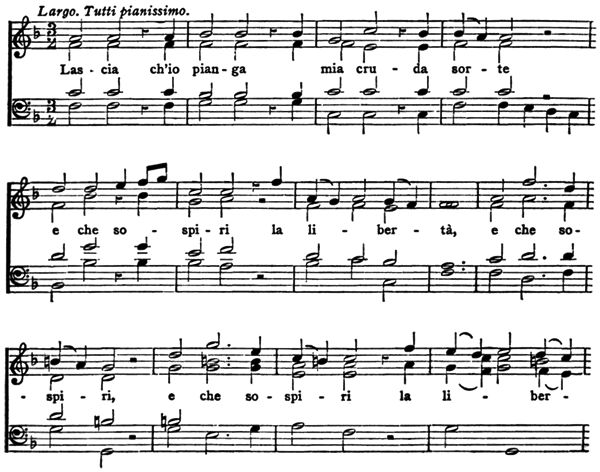 Largo. Tutti pianissimo.
Las - cia ch'io pian - ga mia cru - da sor - te
e che so - spi - ri la li - ber - tà, e che so -
- spi - ri, e che so - spi - ri la li - ber -